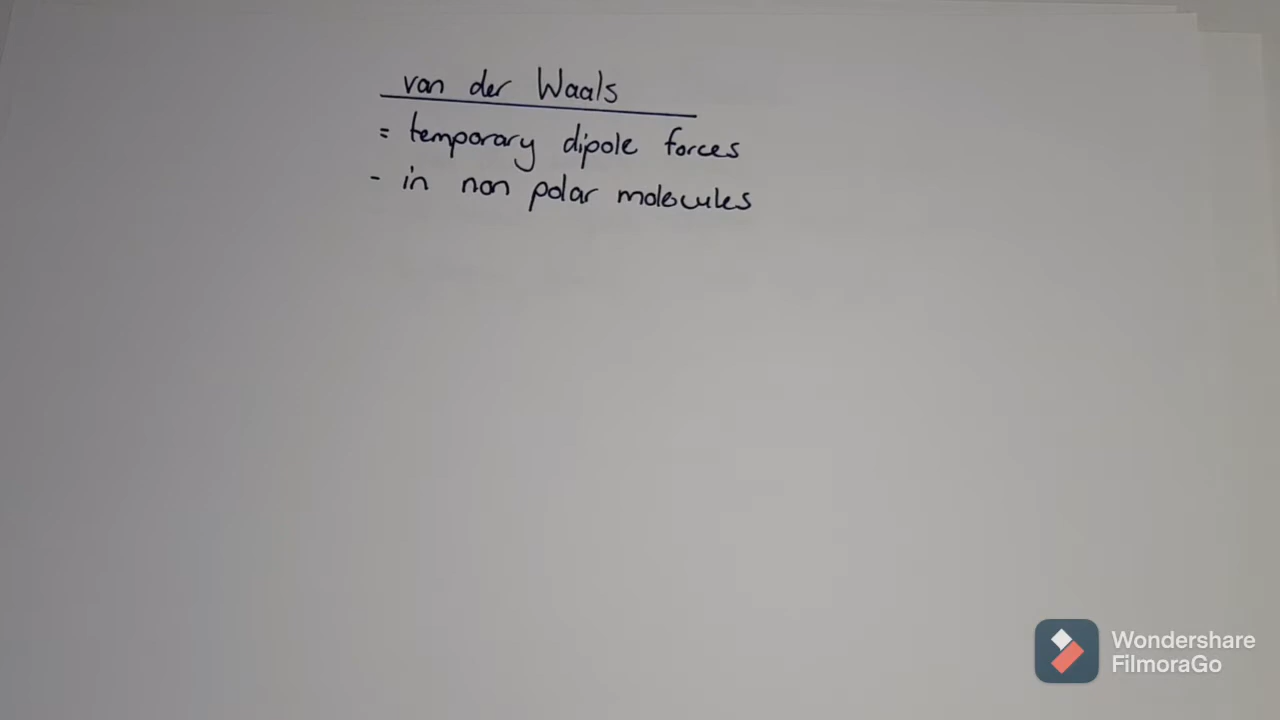 van der Waals
= temporary dipole forces
- in non polar molecules
Wondershare
FilmoraGo